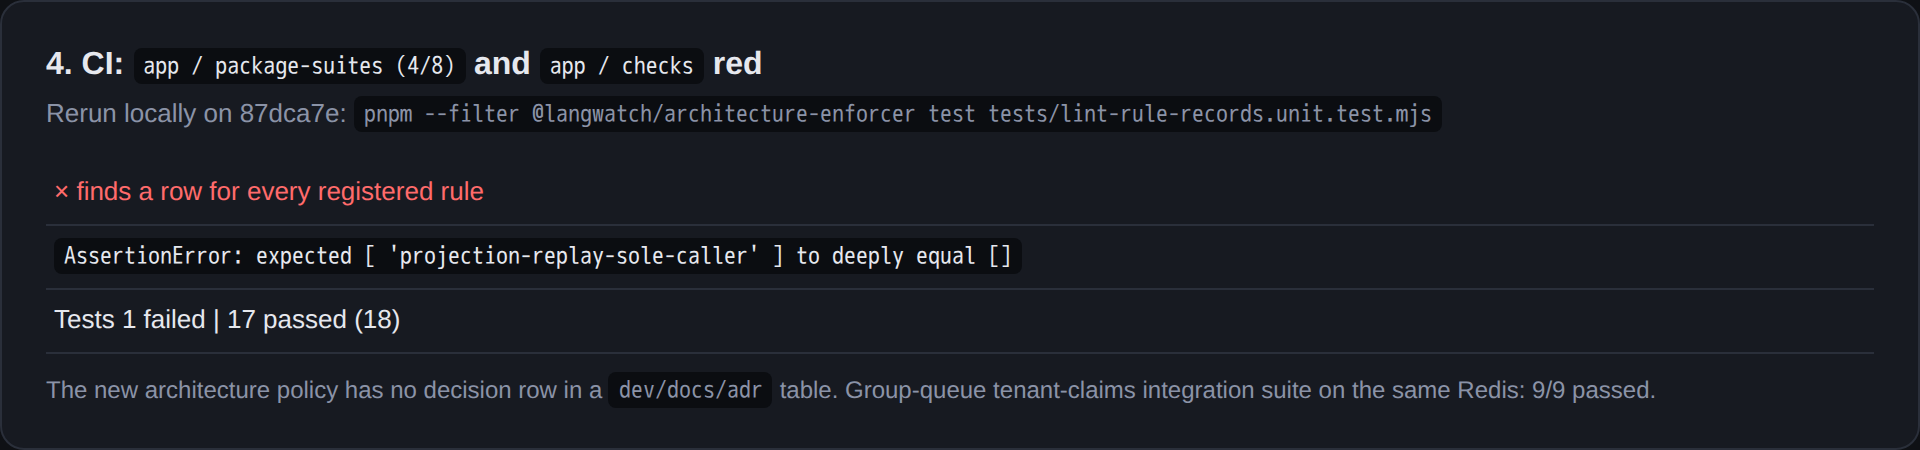 4. CI: app / package-suites (4/8) and app / checks red
Rerun locally on 87dca7e: pnpm --filter @langwatch/architecture-enforcer test tests/lint-rule-records.unit.test.mjs
× finds a row for every registered rule
AssertionError: expected [ 'projection-replay-sole-caller' ] to deeply equal []
Tests 1 failed | 17 passed (18)
The new architecture policy has no decision row in a dev/docs/adr table. Group-queue tenant-claims integration suite on the same Redis: 9/9 passed.